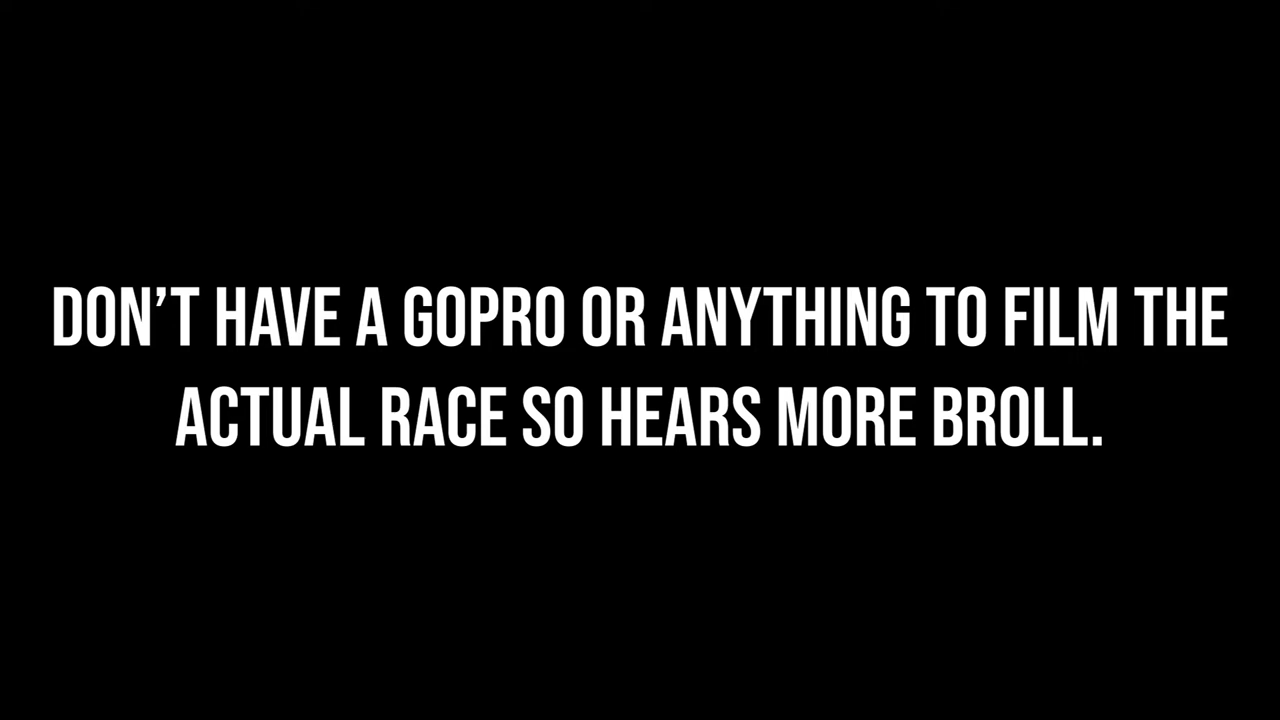 DON’T HAVE A GOPRO OR ANYTHING TO FILM THE
ACTUAL RACE SO HEARS MORE BROLL.